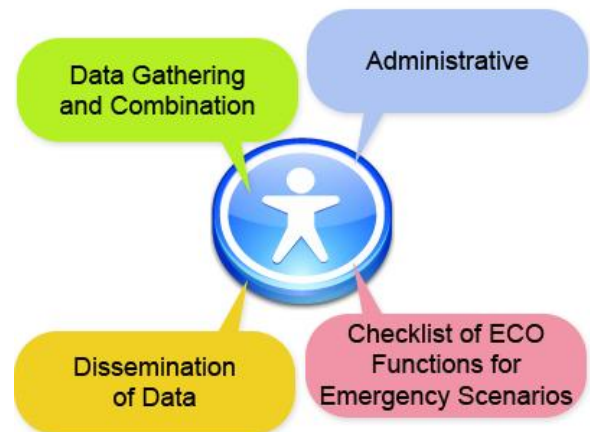 Data Gathering
and Combination
Administrative
Dissemination
of Data
Checklist of ECO
Functions for
Emergency Scenarios